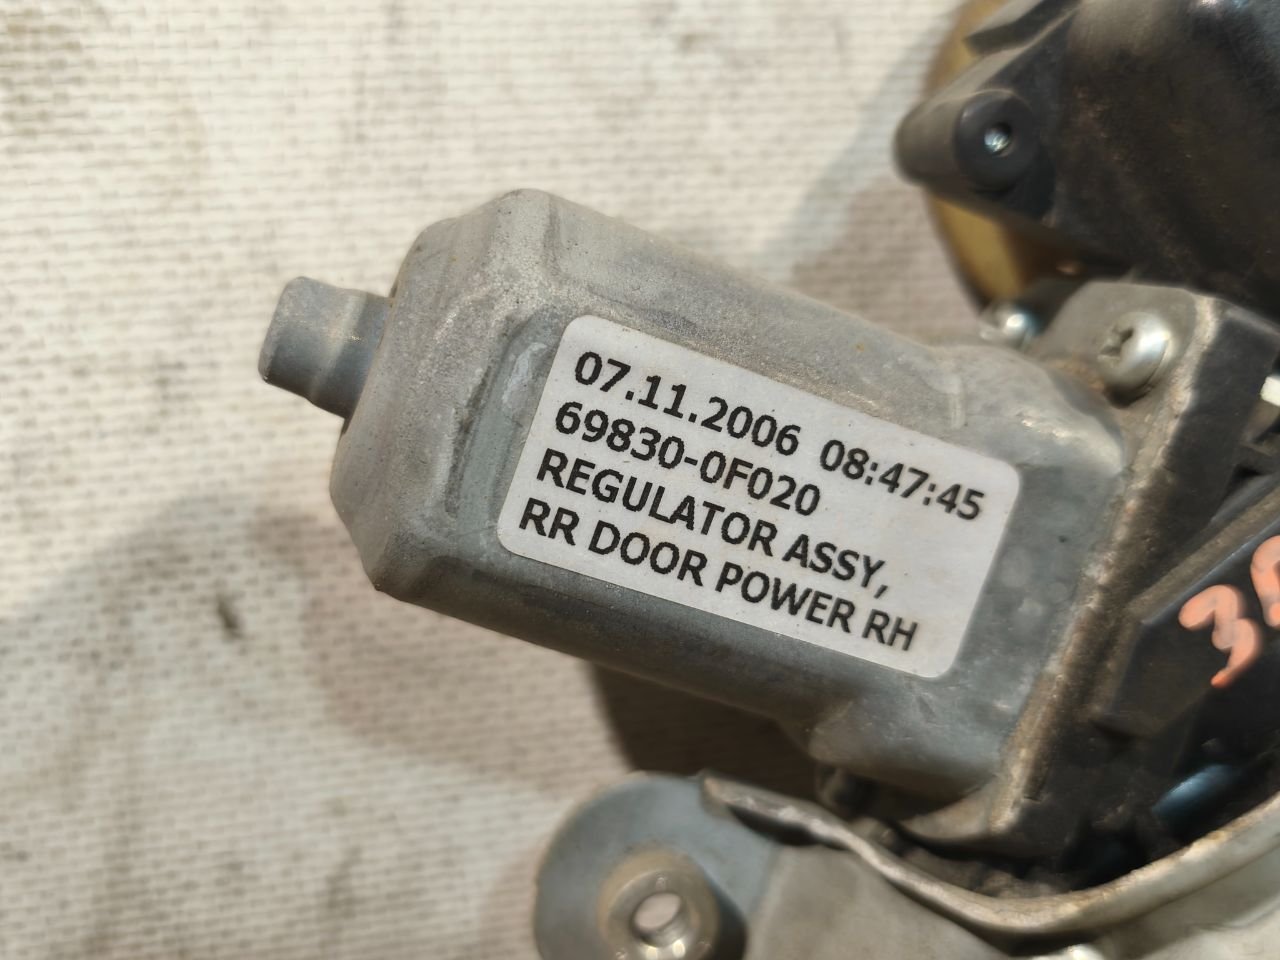 07.11.2006 08:47:45
69830-0F020
REGULATOR ASSY,
RR DOOR POWER RH